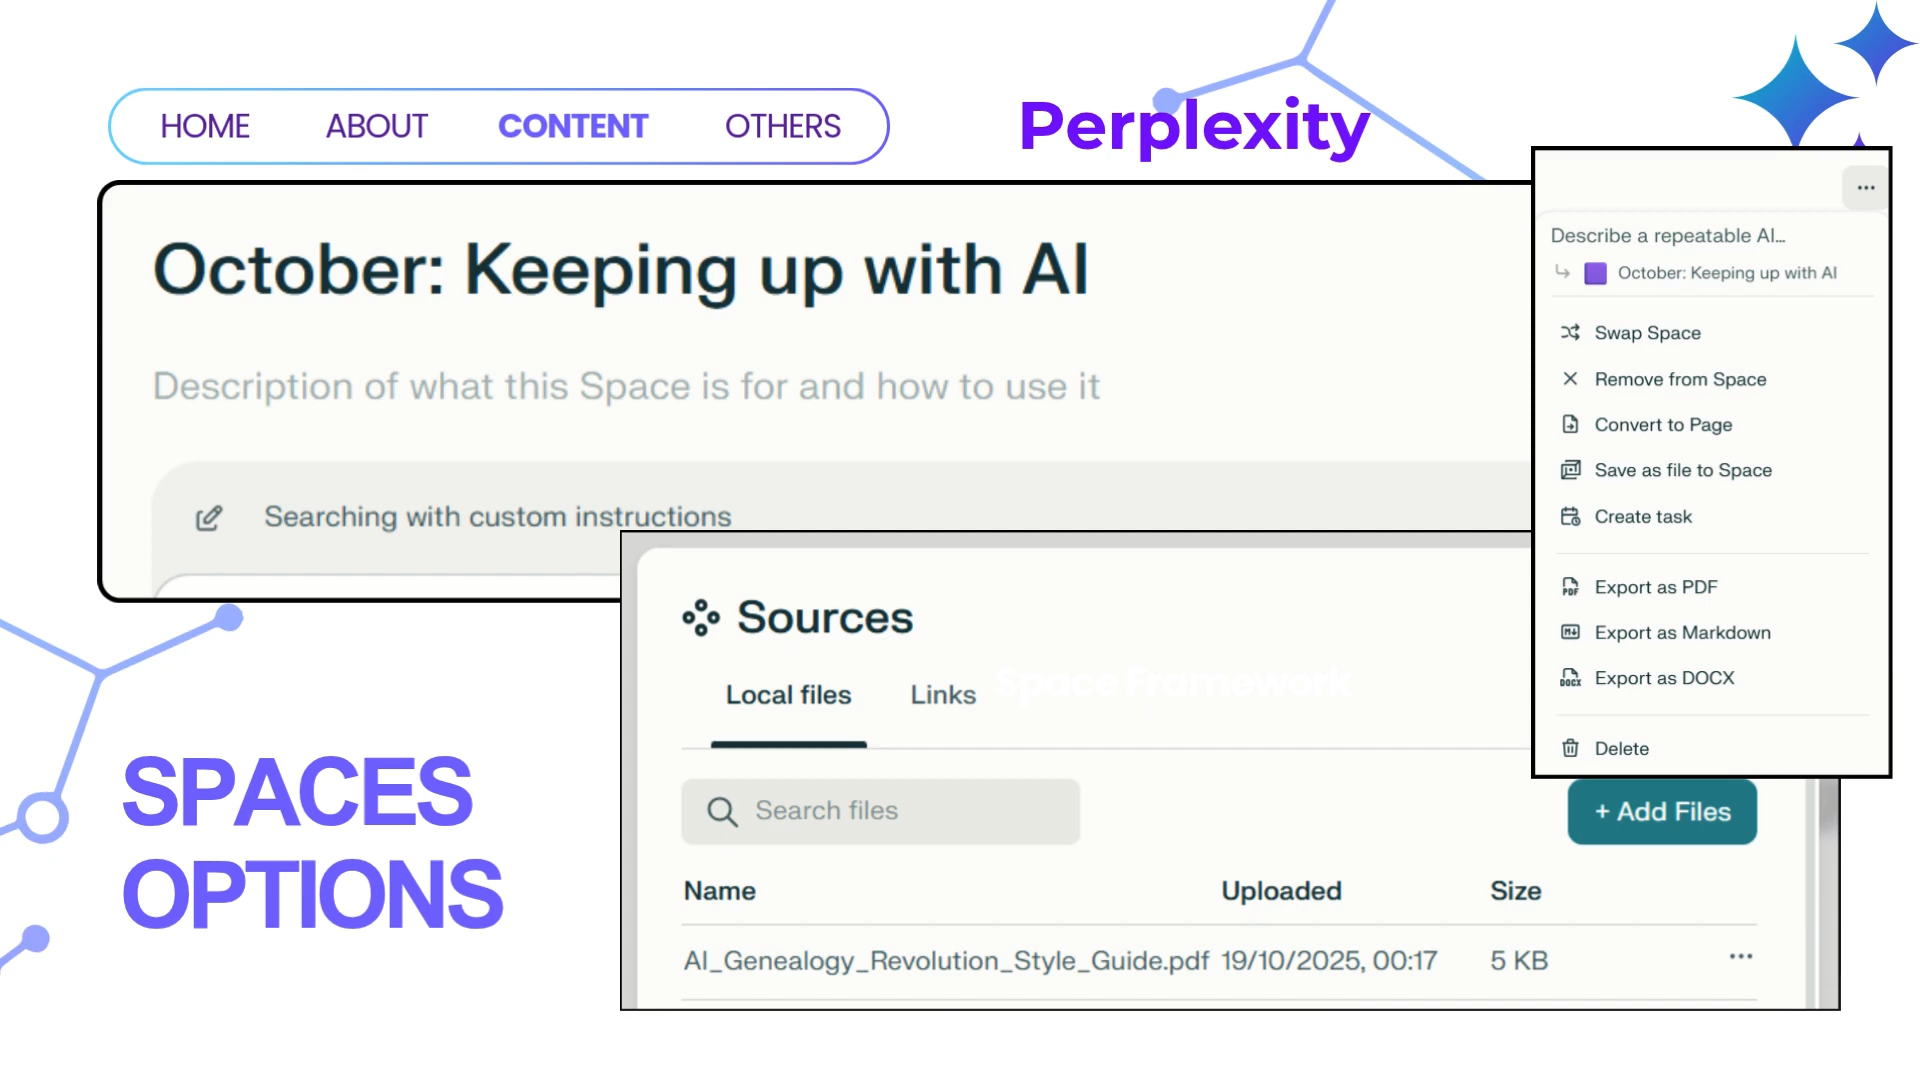 HOME ABOUT CONTENT OTHERS
Perplexity
October: Keeping up with AI
Description of what this Space is for and how to use it
Searching with custom instructions
Describe a repeatable AI...
October: Keeping up with AI
Swap Space
Remove from Space
Convert to Page
Save as file to Space
Create task
PDF Export as PDF
M Export as Markdown
DOCX Export as DOCX
Delete
SPACES
OPTIONS
Sources
Local files Links
Space Framework
Search files
+ Add Files
Name Uploaded Size
AI_Genealogy_Revolution_Style_Guide.pdf 19/10/2025, 00:17 5 KB